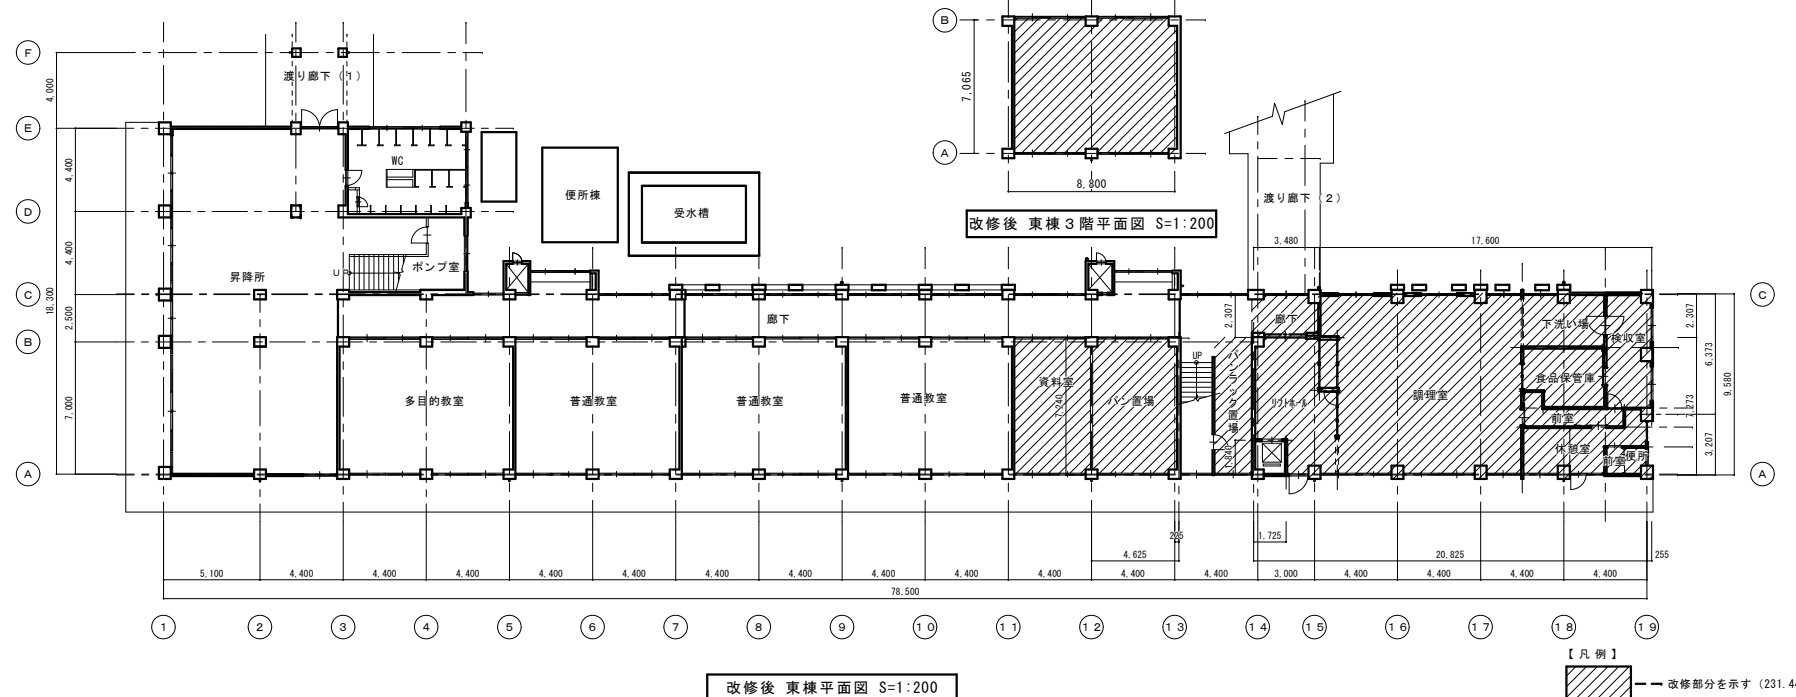 F
渡り廊下（1）
4,000
E
WC
4,400
D
4,400
昇降所
UP
ポンプ室
便所棟
受水槽
B
7,065
A
8,800
改修後 東棟３階平面図 S=1:200
渡り廊下（2）
3,480
17,600
C
18,300
2,500
廊下
2,307
廊下
下洗い場
検収室
2,307
C
B
7,000
多目的教室
普通教室
普通教室
普通教室
資料室
7,240
パン置場
UP
リフトホール
調理室
食品保管庫
前室
休憩室
前室
便所
6,373
9,580
7,273
3,207
1,840
A
A
225
4,625
1,725
20,825
255
5,100
4,400
4,400
4,400
4,400
4,400
4,400
4,400
4,400
4,400
4,400
4,400
4,400
3,000
4,400
4,400
4,400
4,400
78,500
1
2
3
4
5
6
7
8
9
10
11
12
13
14
15
16
17
18
19
改修後 東棟平面図 S=1:200
【凡例】
改修部分を示す（231.4